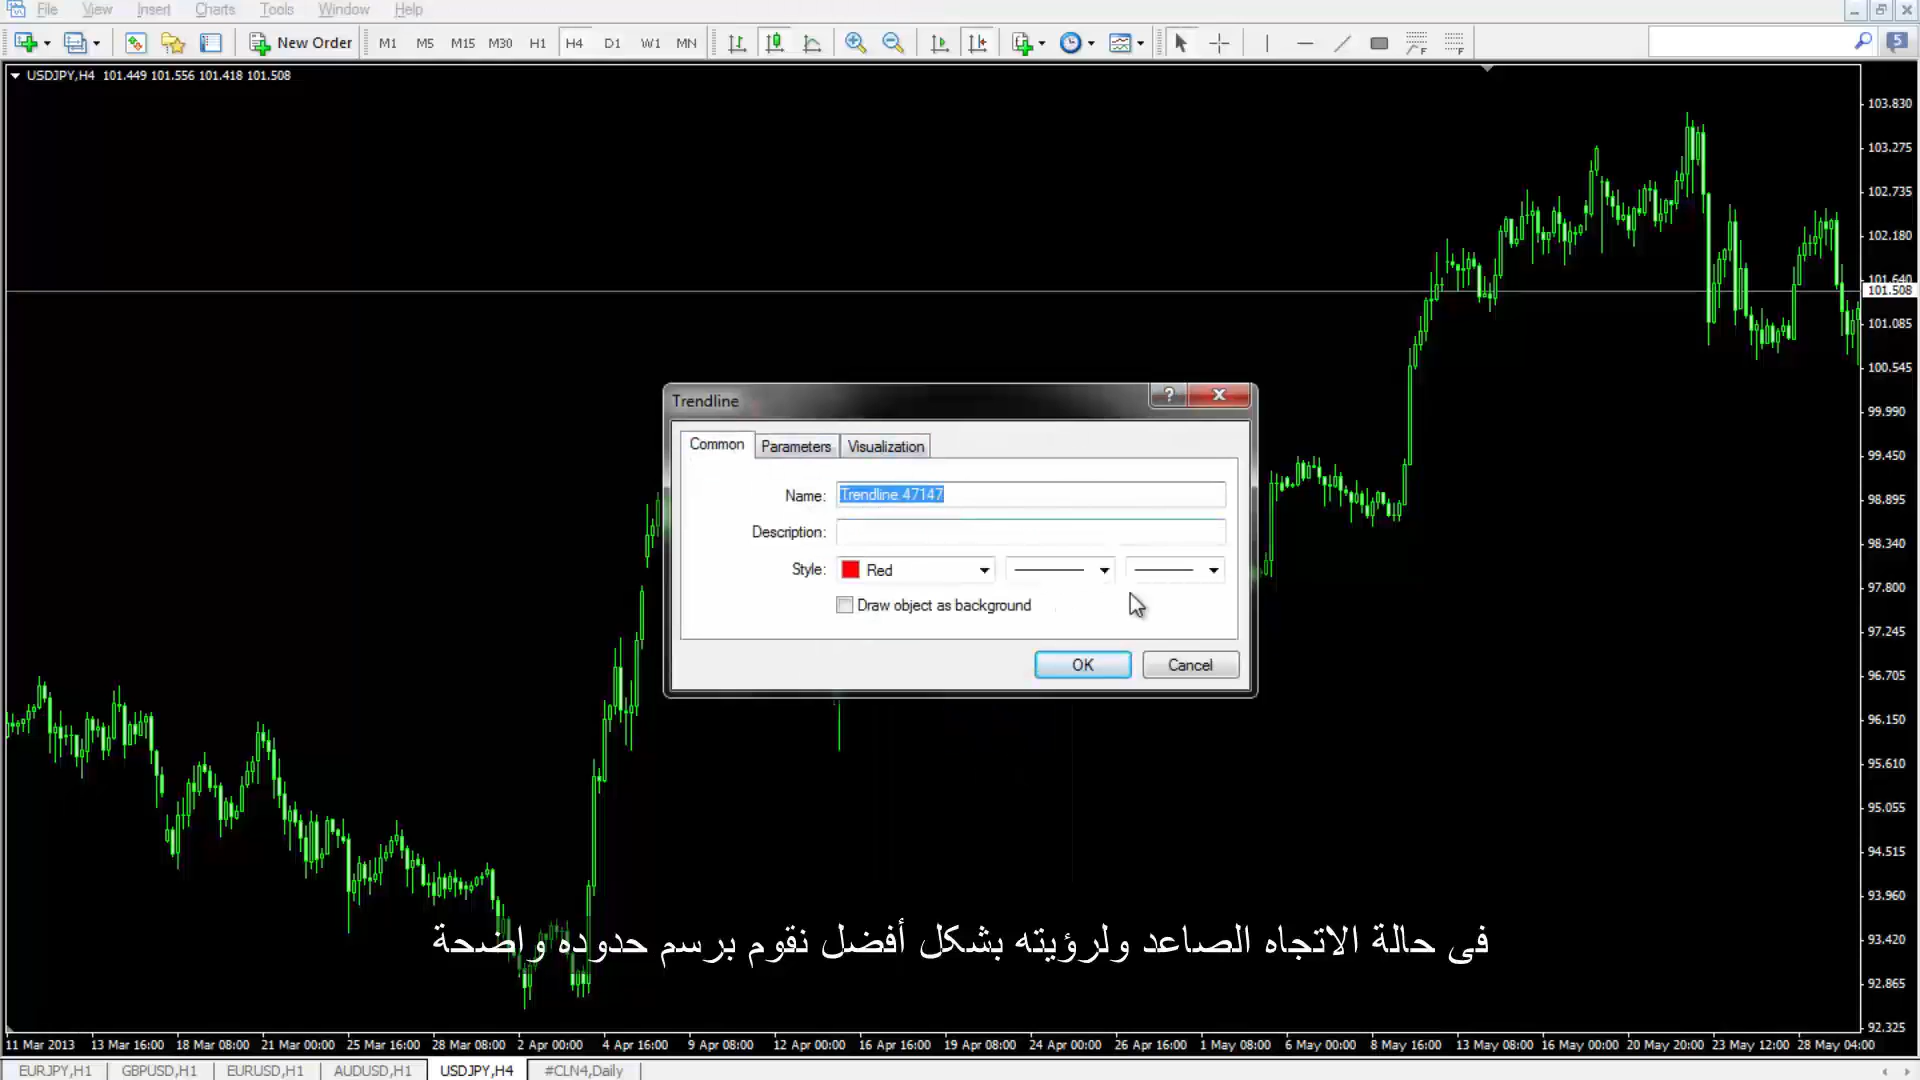 File View Insert Charts Tools Window Help
New Order M1 M5 M15 M30 H1 H4 D1 W1 MN 5
USDJPY,H4 101.449 101.556 101.418 101.508
103.830
103.275
102.735
102.180
101.640
101.508
101.085
100.545
99.990
99.450
98.895
98.340
97.800
97.245
96.705
96.150
95.610
95.055
94.515
93.960
93.420
92.865
92.325
Trendline
Common Parameters Visualization
Name: Trendline 47147
Description:
Style: Red
Draw object as background
OK Cancel
فى حالة الاتجاه الصاعد ولرؤيته بشكل أفضل نقوم برسم حدوده واضحة
11 Mar 2013 13 Mar 16:00 18 Mar 08:00 21 Mar 00:00 25 Mar 16:00 28 Mar 08:00 2 Apr 00:00 4 Apr 16:00 9 Apr 08:00 12 Apr 00:00 16 Apr 16:00 19 Apr 08:00 24 Apr 00:00 26 Apr 16:00 1 May 08:00 6 May 00:00 8 May 16:00 13 May 08:00 16 May 00:00 20 May 16:00 23 May 12:00 28 May 04:00
EURJPY,H1 GBPUSD,H1 EURUSD,H1 AUDUSD,H1 USDJPY,H4 #CLN4,Daily